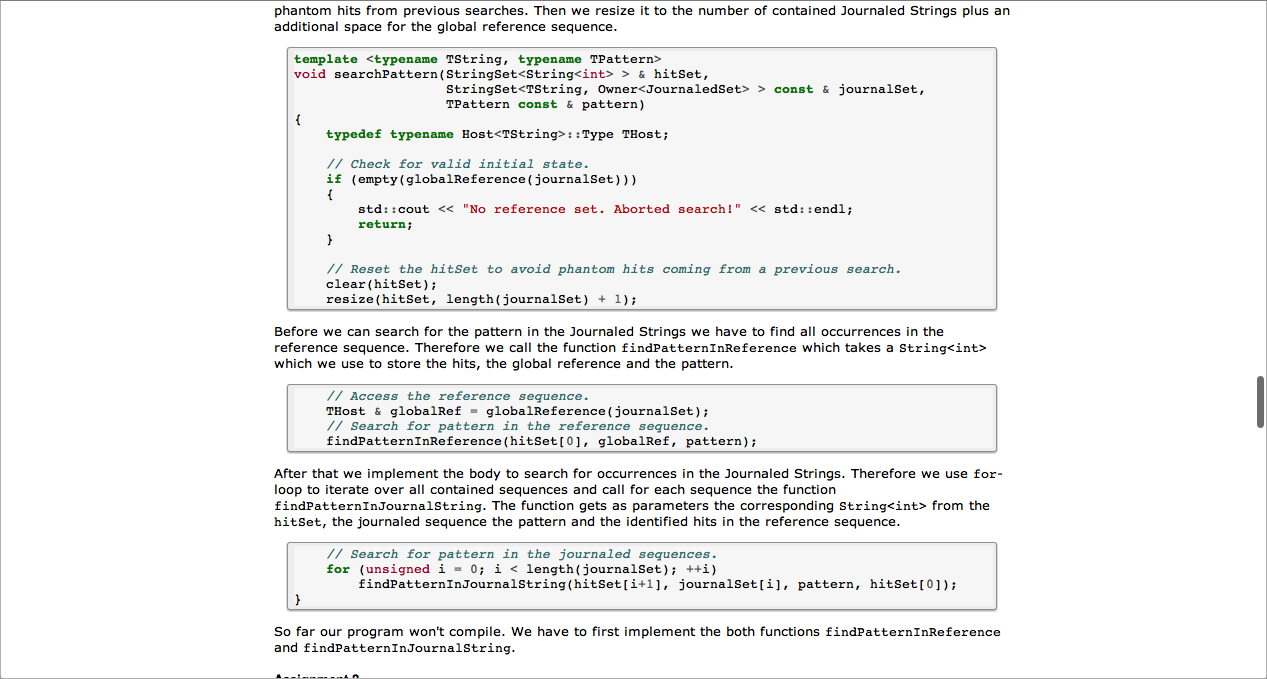 phantom hits from previous searches. Then we resize it to the number of contained Journaled Strings plus an
additional space for the global reference sequence.
template <typename TString, typename TPattern>
void searchPattern(StringSet<String<int> > & hitSet,
                   StringSet<TString, Owner<JournaledSet> > const & journalSet,
                   TPattern const & pattern)
{
    typedef typename Host<TString>::Type THost;
    // Check for valid initial state.
    if (empty(globalReference(journalSet)))
    {
        std::cout << "No reference set. Aborted search!" << std::endl;
        return;
    }
    // Reset the hitSet to avoid phantom hits coming from a previous search.
    clear(hitSet);
    resize(hitSet, length(journalSet) + 1);
Before we can search for the pattern in the Journaled Strings we have to find all occurrences in the
reference sequence. Therefore we call the function findPatternInReference which takes a String<int>
which we use to store the hits, the global reference and the pattern.
    // Access the reference sequence.
    THost & globalRef = globalReference(journalSet);
    // Search for pattern in the reference sequence.
    findPatternInReference(hitSet[0], globalRef, pattern);
After that we implement the body to search for occurrences in the Journaled Strings. Therefore we use for-
loop to iterate over all contained sequences and call for each sequence the function
findPatternInJournalString. The function gets as parameters the corresponding String<int> from the
hitSet, the journaled sequence the pattern and the identified hits in the reference sequence.
    // Search for pattern in the journaled sequences.
    for (unsigned i = 0; i < length(journalSet); ++i)
        findPatternInJournalString(hitSet[i+1], journalSet[i], pattern, hitSet[0]);
}
So far our program won't compile. We have to first implement the both functions findPatternInReference
and findPatternInJournalString.